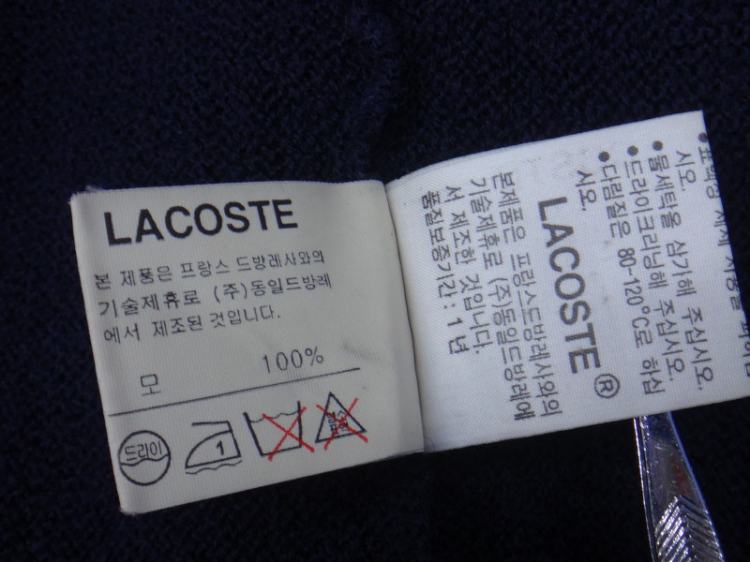 LACOSTE
본 제품은 프랑스 드방레사와의
기술제휴로 (주)동일드방레
에서 제조된 것입니다.
모 100%
드라이
1
LACOSTE ®
본제품은 프랑스드방레사와의
기술제휴로 (주)동일드방레에
서 제조한 것입니다.
품질보증기간 : 1 년
시오.
• 물세탁을 삼가해 주십시오.
• 드라이크리닝해 주십시오.
• 다림질은 80-120°C로 하십
시오.